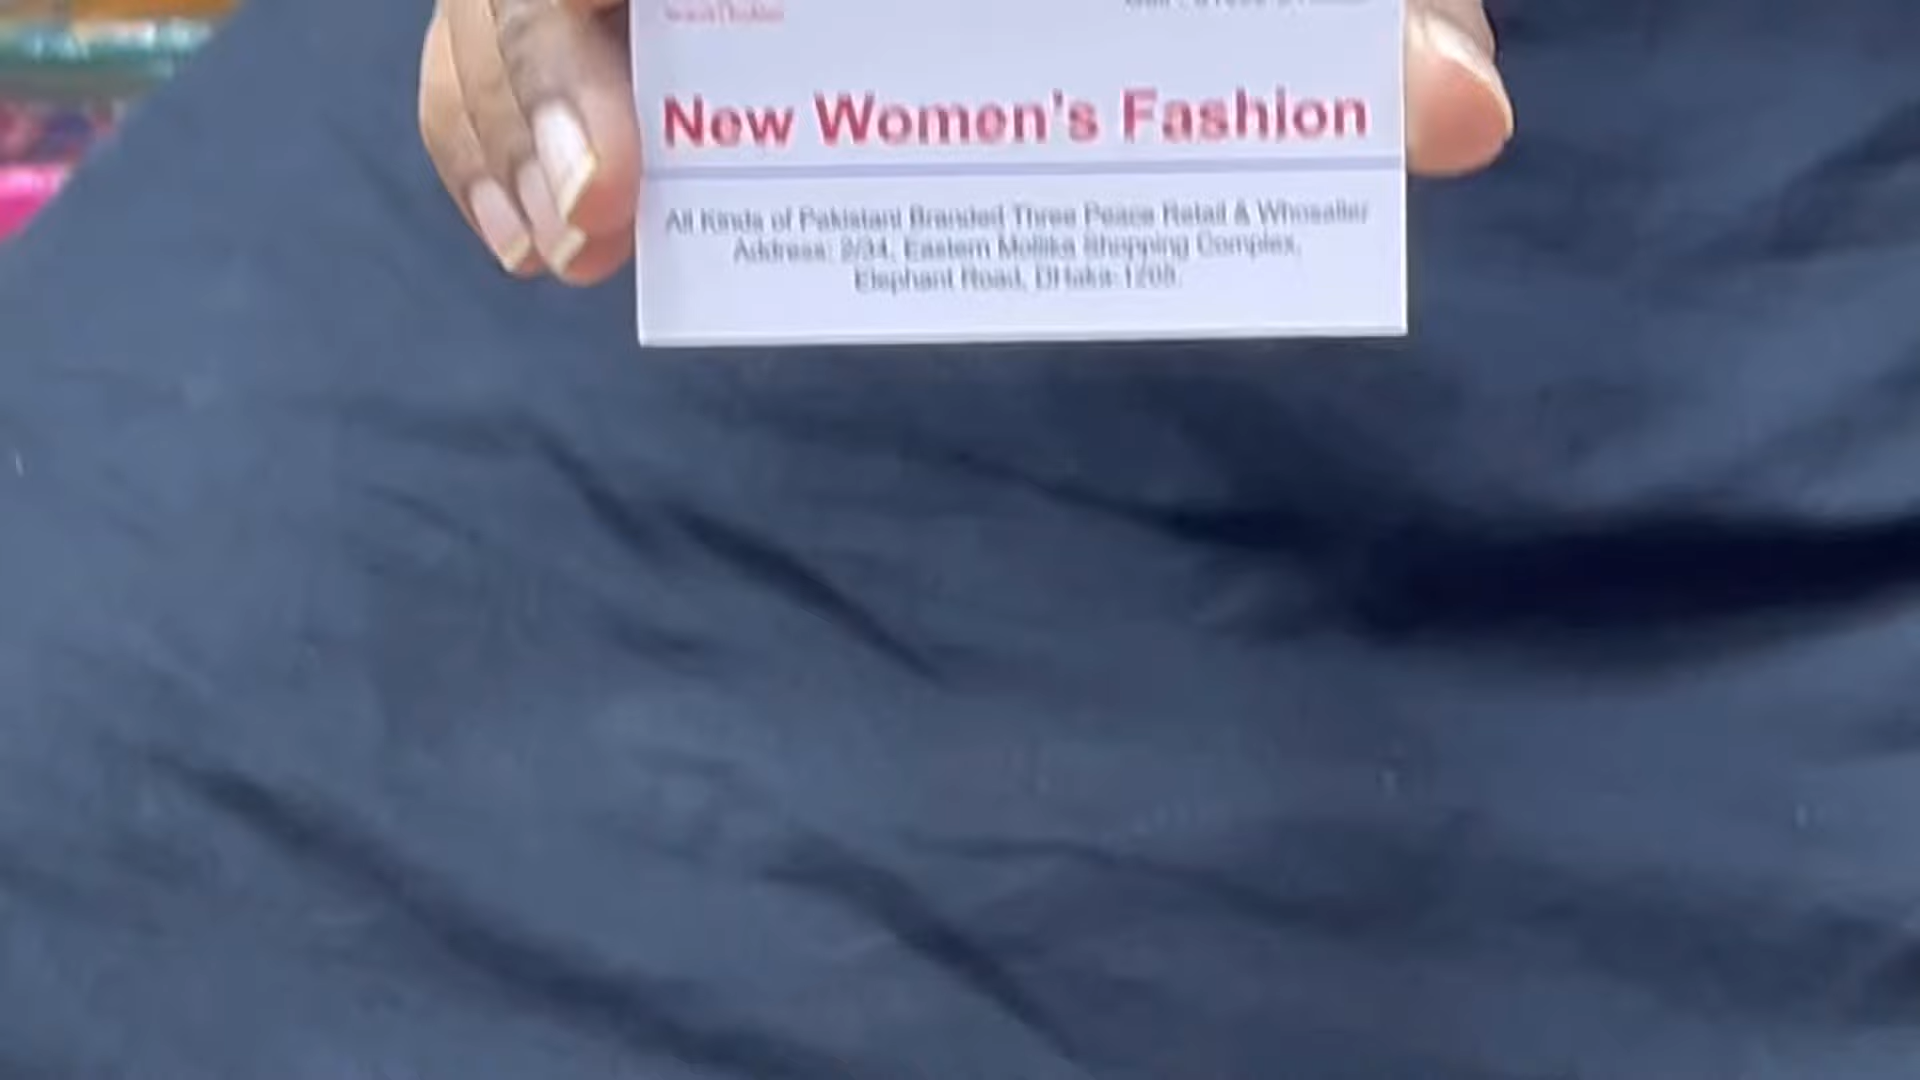 New Women's Fashion
All Kinds of Pakistani Branded Three Peace Retail & Whosaller
Address: 2/34, Eastern Mollika Shopping Complex,
Elephant Road, DHaka-1205.